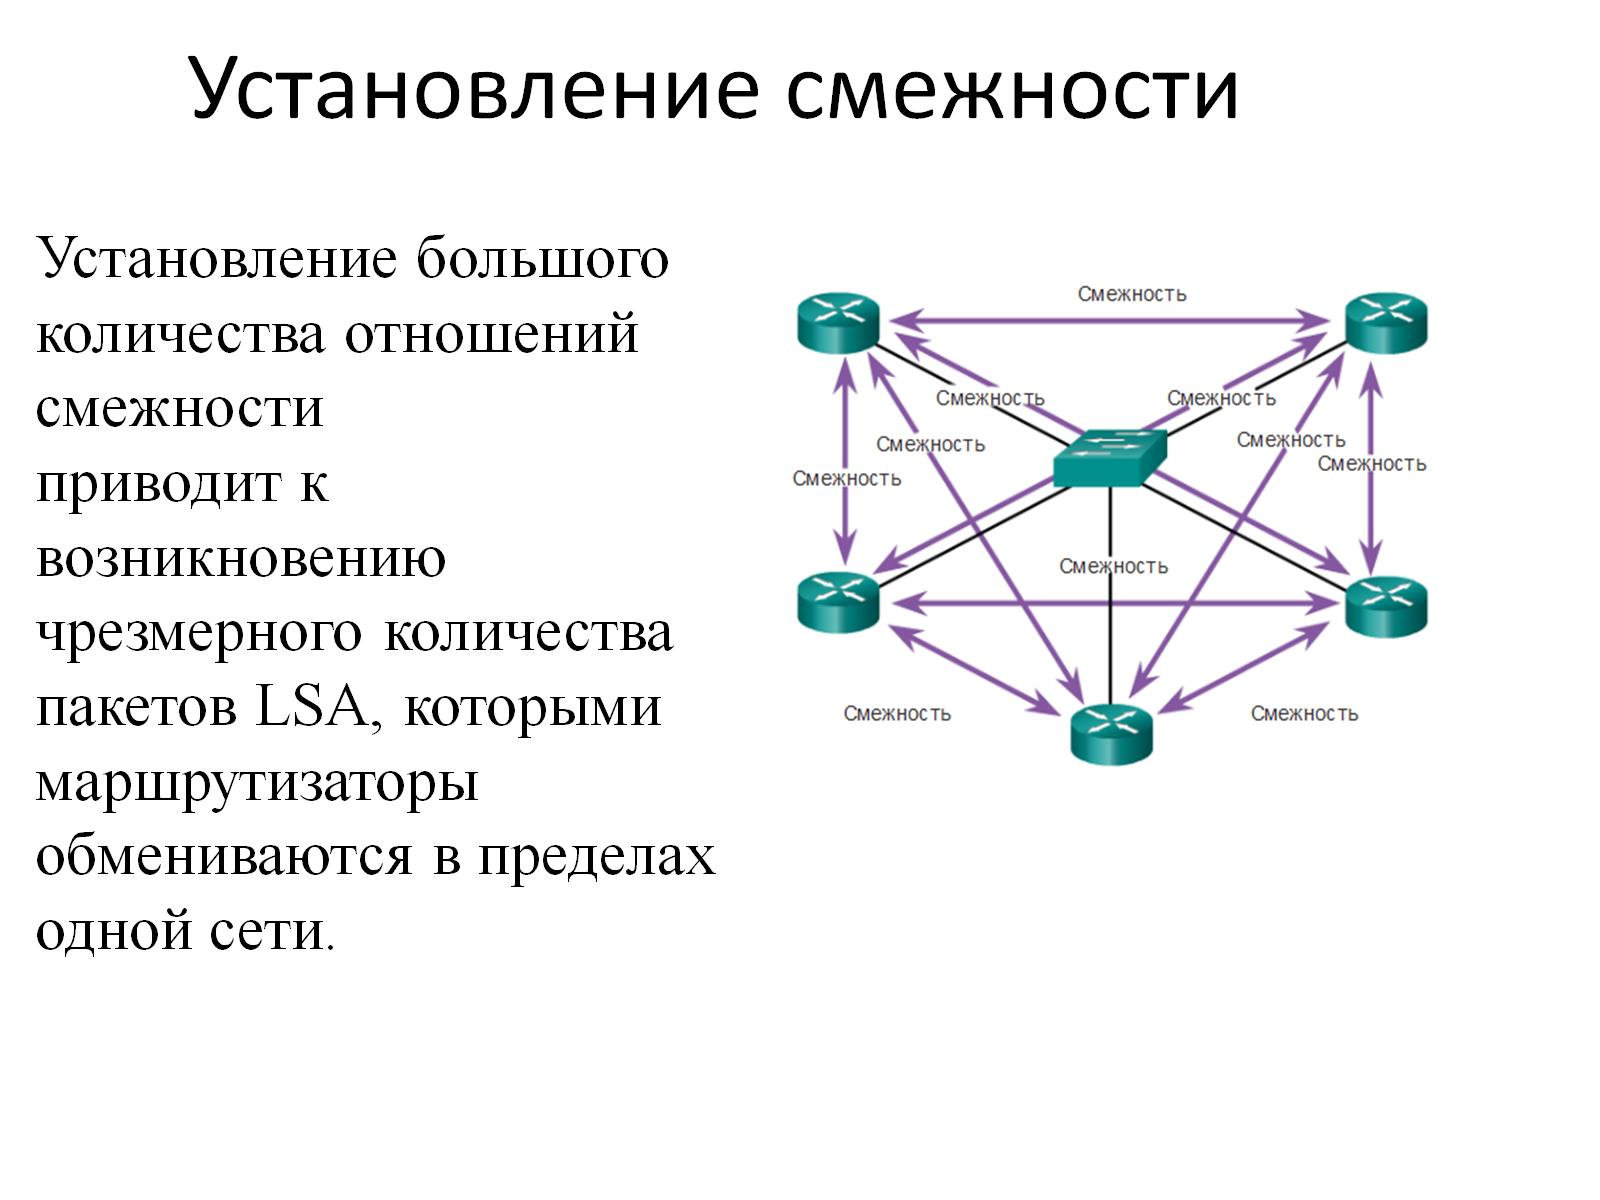 Установление смежности
Установление большого
количества отношений
смежности
приводит к
возникновению
чрезмерного количества
пакетов LSA, которыми
маршрутизаторы
обмениваются в пределах
одной сети.
Смежность
Смежность
Смежность
Смежность
Смежность
Смежность
Смежность
Смежность
Смежность
Смежность